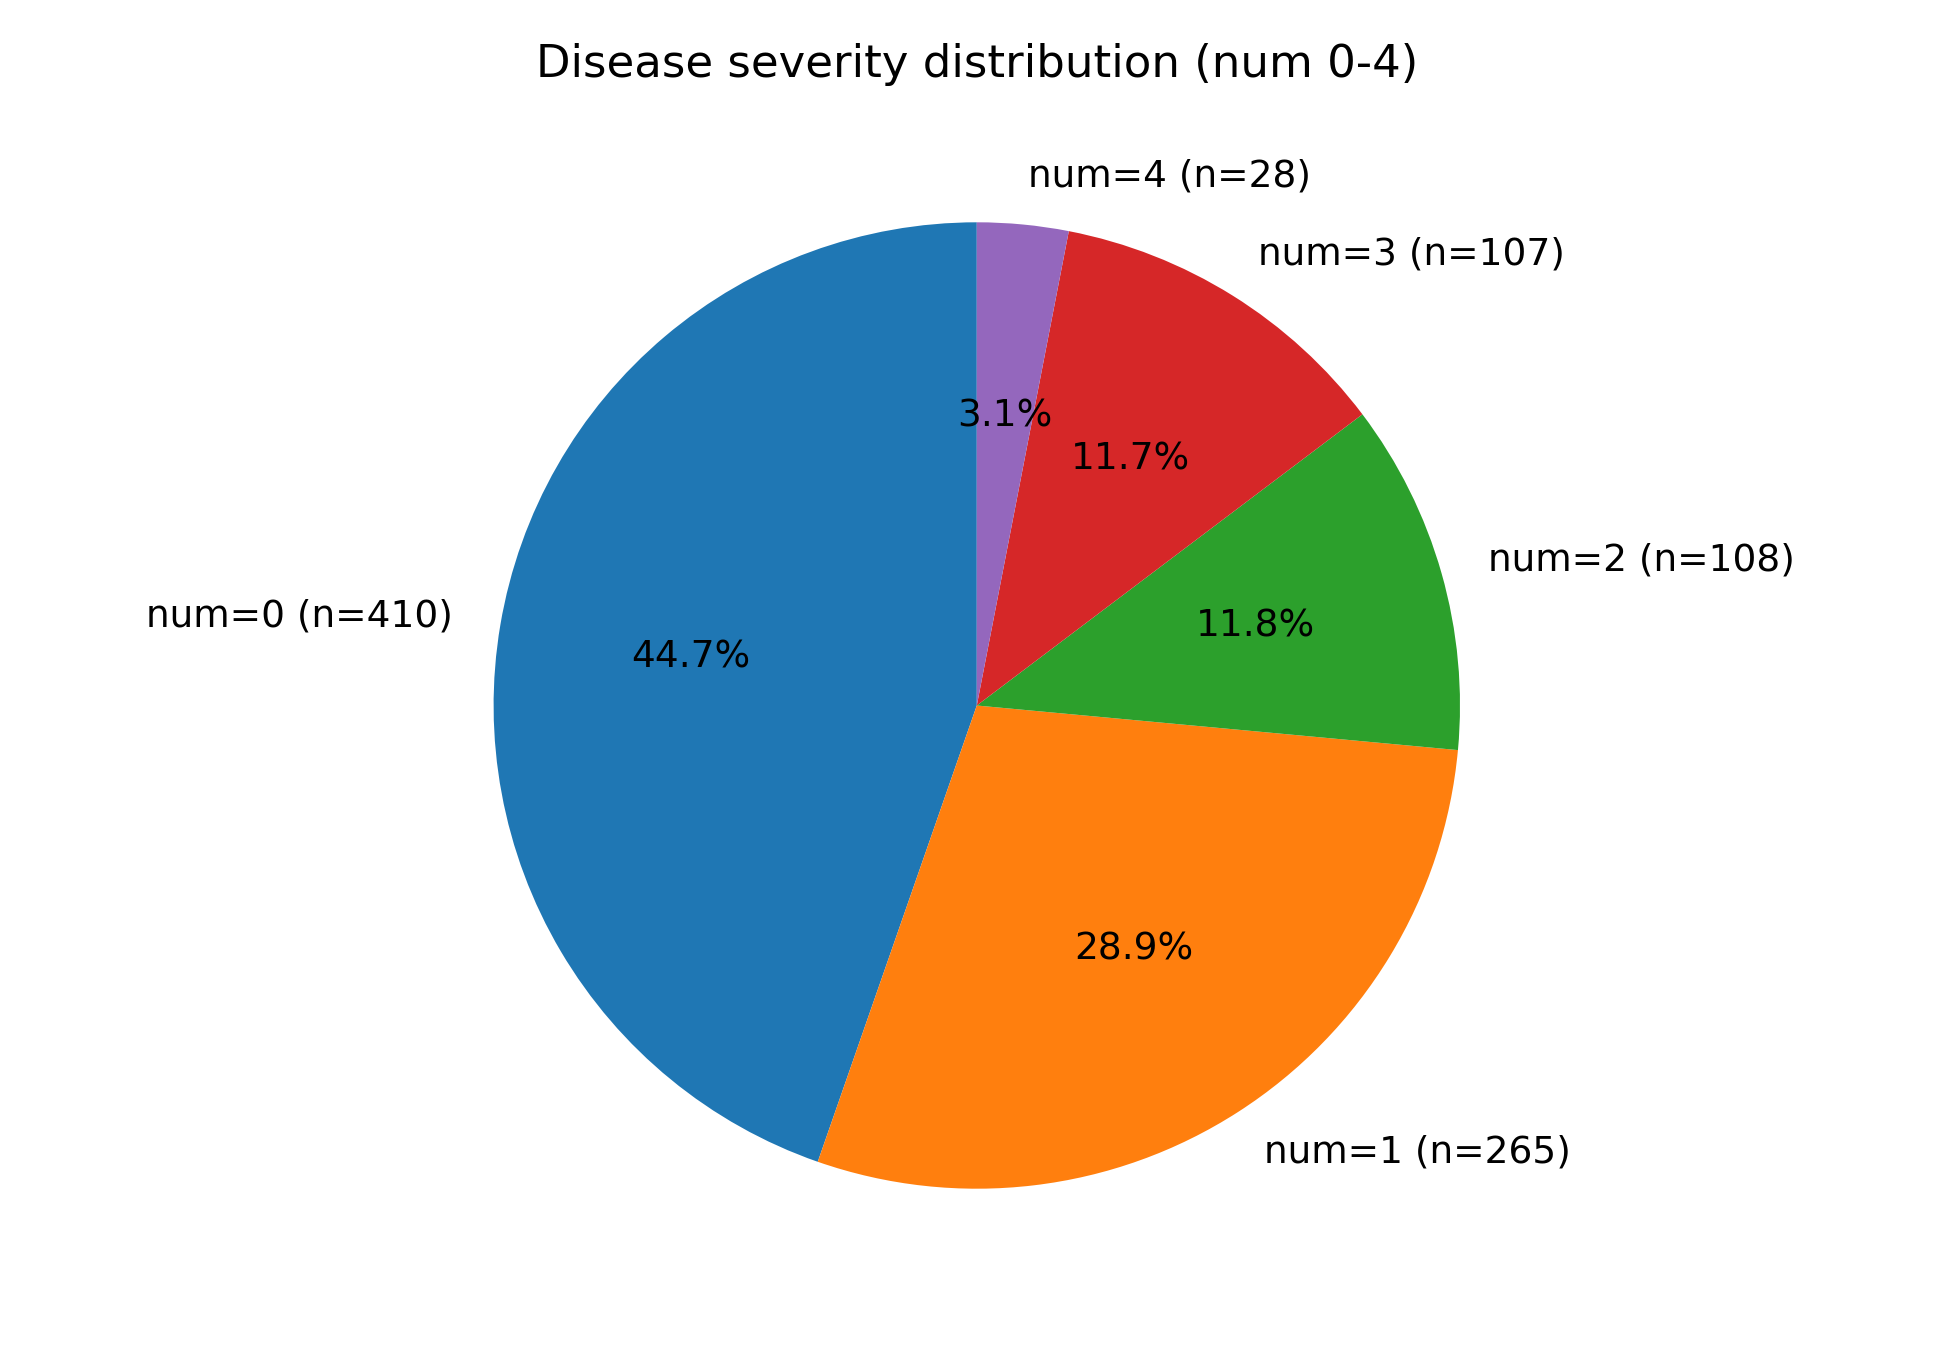 Disease severity distribution (num 0-4)
num=4 (n=28)
num=3 (n=107)
3.1%
11.7%
num=2 (n=108)
num=0 (n=410)
11.8%
44.7%
28.9%
num=1 (n=265)